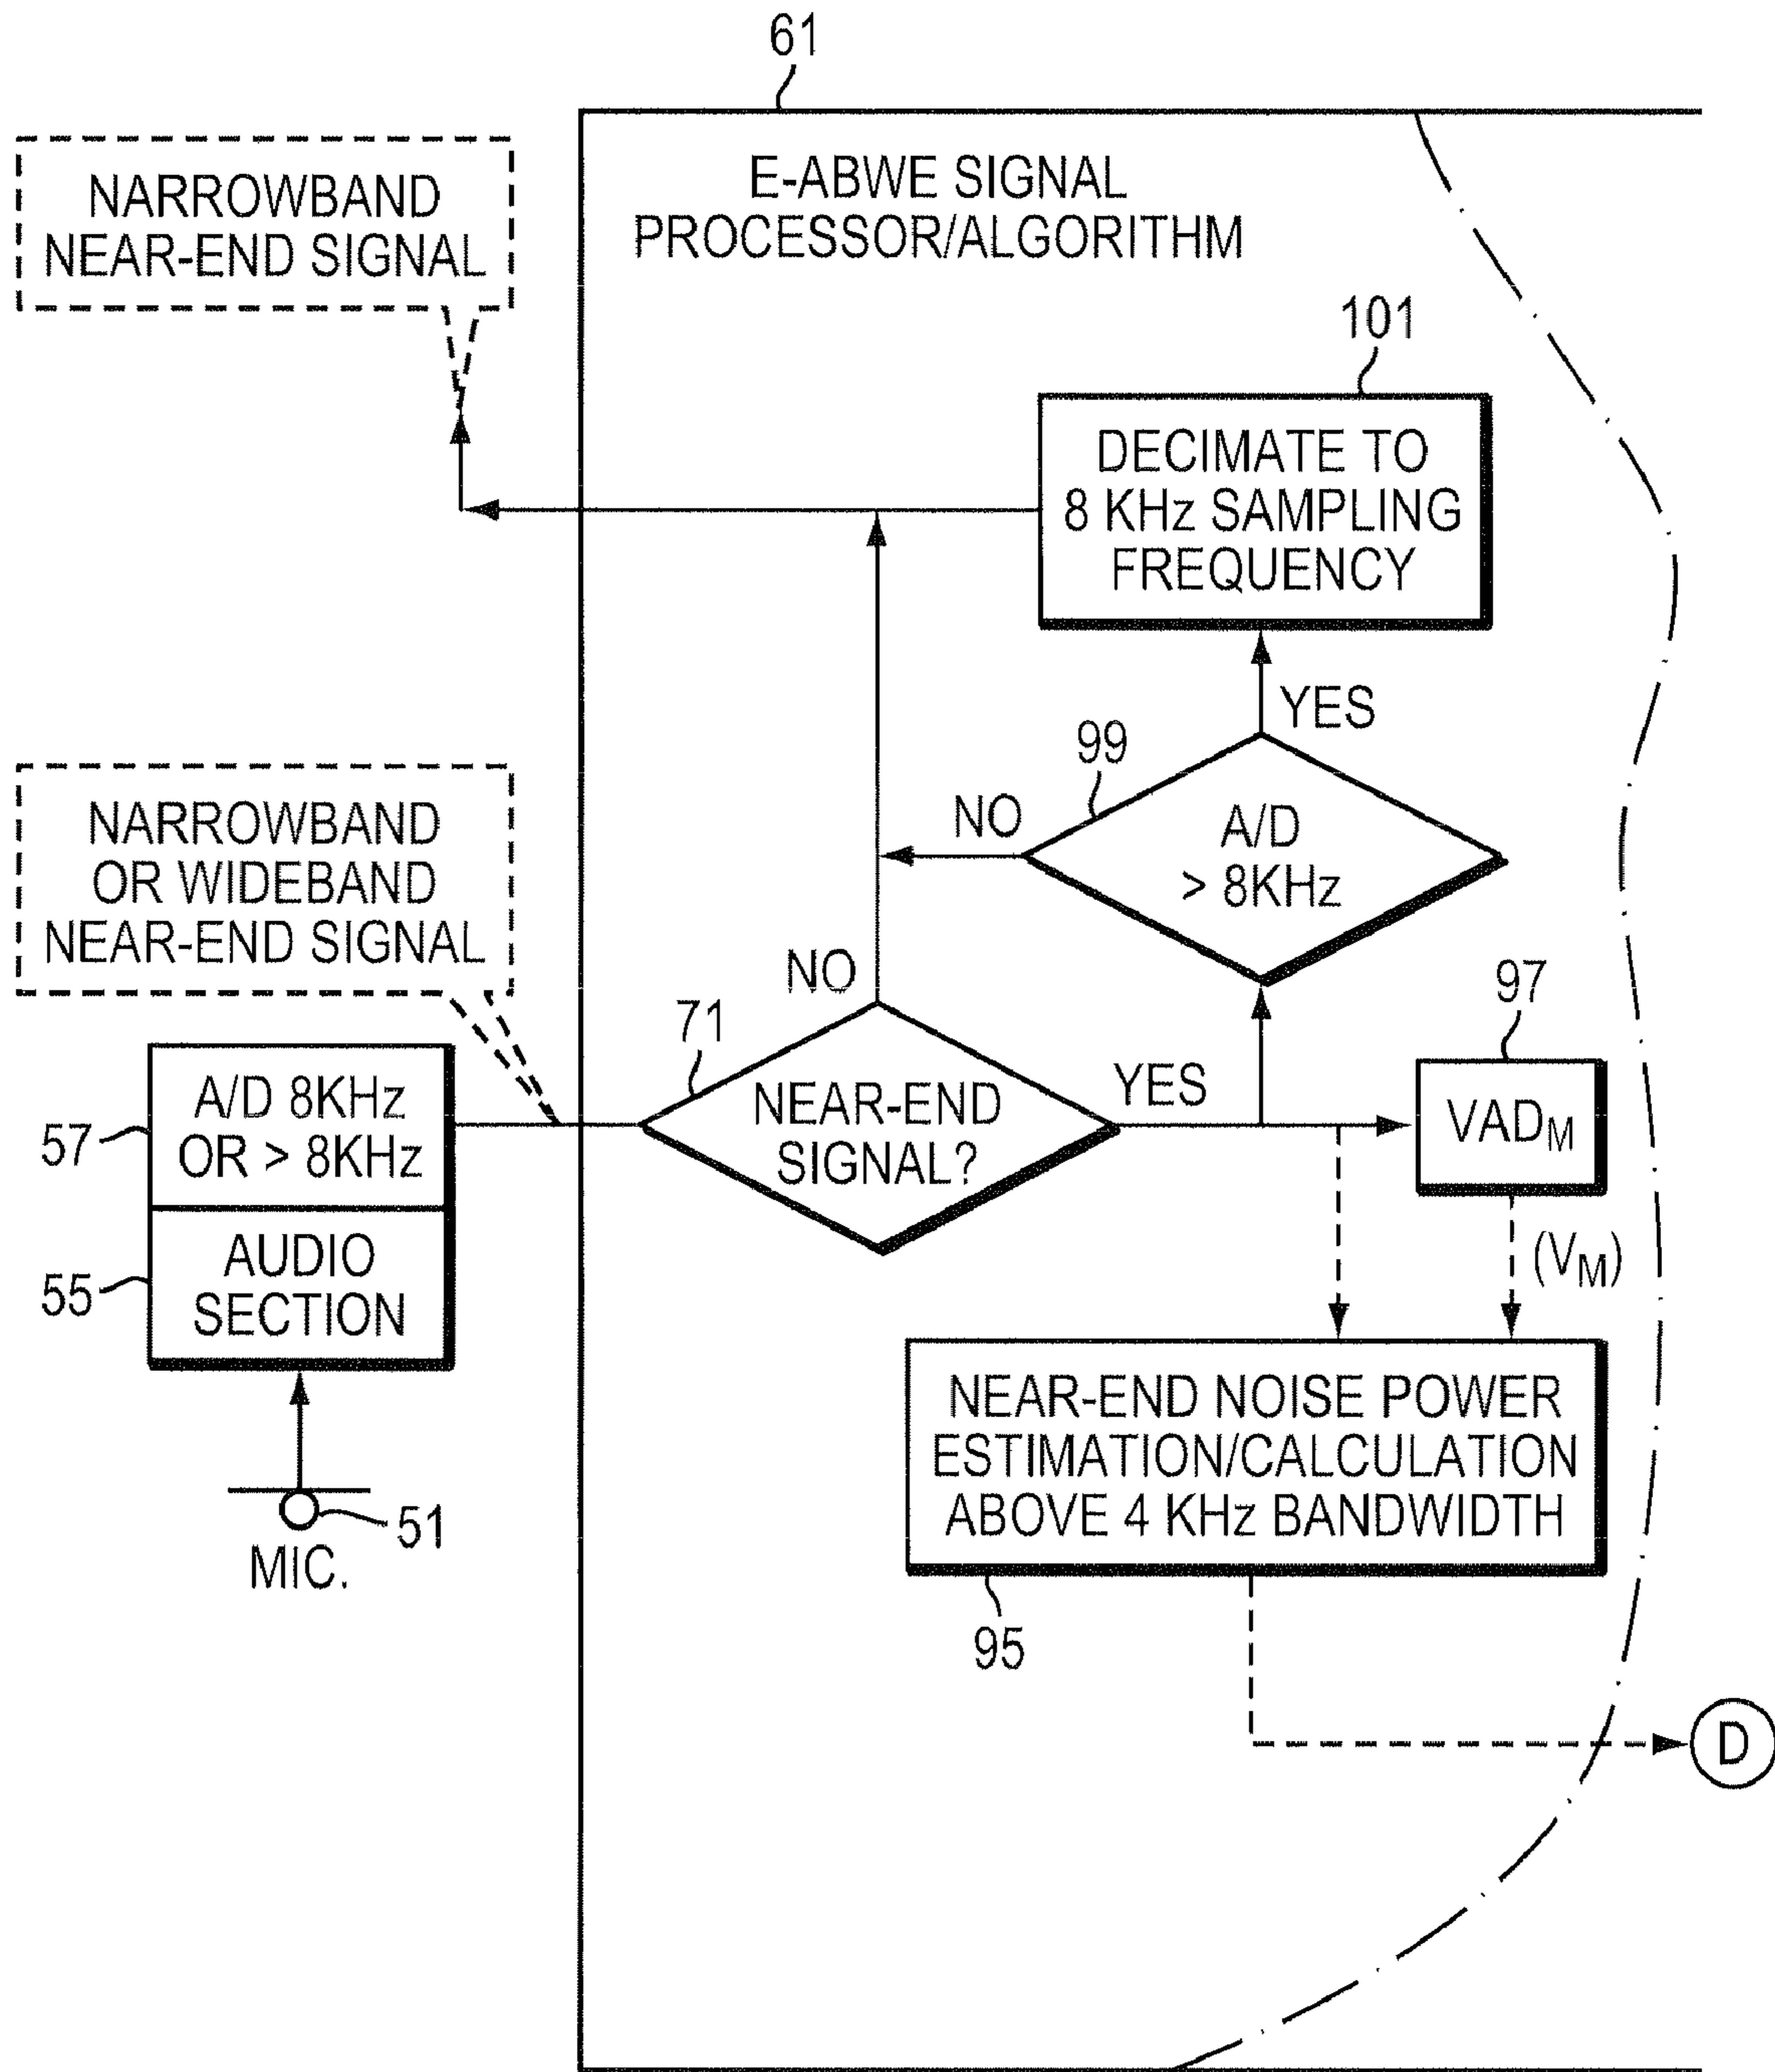 61
NARROWBAND
NEAR-END SIGNAL
E-ABWE SIGNAL
PROCESSOR/ALGORITHM
101
DECIMATE TO
8 KHz SAMPLING
FREQUENCY
YES
99
NO
A/D
> 8KHz
NARROWBAND
OR WIDEBAND
NEAR-END SIGNAL
NO
71
NEAR-END
SIGNAL?
YES
97
VADM
(VM)
57
A/D 8KHz
OR > 8KHz
55
AUDIO
SECTION
51
MIC.
NEAR-END NOISE POWER
ESTIMATION/CALCULATION
ABOVE 4 KHz BANDWIDTH
95
D